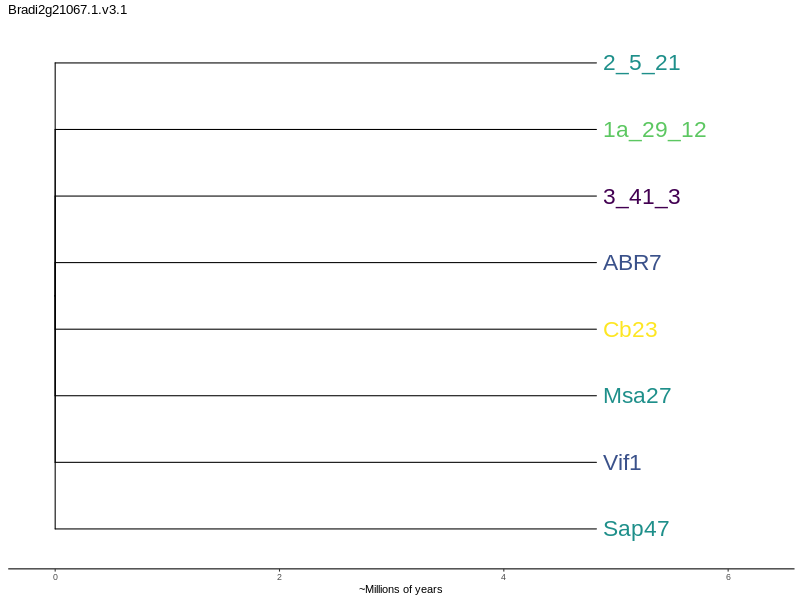 Bradi2g21067.1.v3.1
2_5_21
1a_29_12
3_41_3
ABR7
Cb23
Msa27
Vif1
Sap47
0 2 4 6
~Millions of years